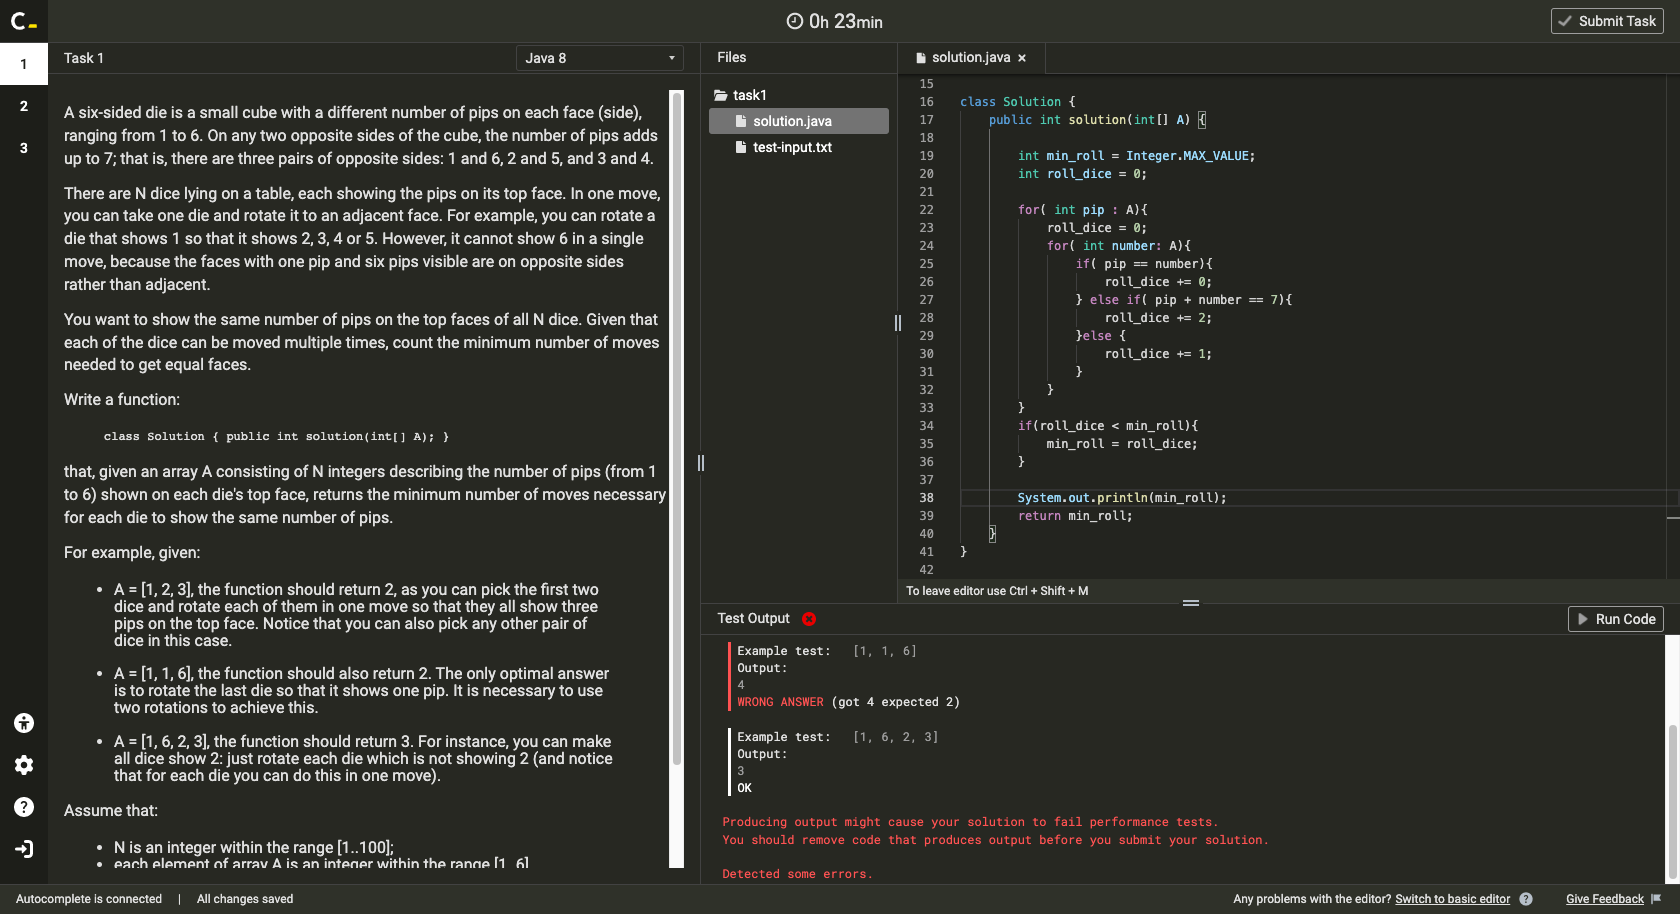 C_
0h 23min
Submit Task
1
2
3
Task 1
Java 8
A six-sided die is a small cube with a different number of pips on each face (side),
ranging from 1 to 6. On any two opposite sides of the cube, the number of pips adds
up to 7; that is, there are three pairs of opposite sides: 1 and 6, 2 and 5, and 3 and 4.
There are N dice lying on a table, each showing the pips on its top face. In one move,
you can take one die and rotate it to an adjacent face. For example, you can rotate a
die that shows 1 so that it shows 2, 3, 4 or 5. However, it cannot show 6 in a single
move, because the faces with one pip and six pips visible are on opposite sides
rather than adjacent.
You want to show the same number of pips on the top faces of all N dice. Given that
each of the dice can be moved multiple times, count the minimum number of moves
needed to get equal faces.
Write a function:
class Solution { public int solution(int[] A); }
that, given an array A consisting of N integers describing the number of pips (from 1
to 6) shown on each die's top face, returns the minimum number of moves necessary
for each die to show the same number of pips.
For example, given:
• A = [1, 2, 3], the function should return 2, as you can pick the first two
dice and rotate each of them in one move so that they all show three
pips on the top face. Notice that you can also pick any other pair of
dice in this case.
• A = [1, 1, 6], the function should also return 2. The only optimal answer
is to rotate the last die so that it shows one pip. It is necessary to use
two rotations to achieve this.
• A = [1, 6, 2, 3], the function should return 3. For instance, you can make
all dice show 2: just rotate each die which is not showing 2 (and notice
that for each die you can do this in one move).
Assume that:
• N is an integer within the range [1..100];
• each element of array A is an integer within the range [1..6]
Files
task1
solution.java
test-input.txt
solution.java ×
15
16 class Solution {
17 public int solution(int[] A) {
18
19 int min_roll = Integer.MAX_VALUE;
20 int roll_dice = 0;
21
22 for( int pip : A){
23 roll_dice = 0;
24 for( int number: A){
25 if( pip == number){
26 roll_dice += 0;
27 } else if( pip + number == 7){
28 roll_dice += 2;
29 }else {
30 roll_dice += 1;
31 }
32 }
33 }
34 if(roll_dice < min_roll){
35 min_roll = roll_dice;
36 }
37
38 System.out.println(min_roll);
39 return min_roll;
40 }
41 }
42
To leave editor use Ctrl + Shift + M
Test Output
Run Code
Example test: [1, 1, 6]
Output:
4
WRONG ANSWER (got 4 expected 2)
Example test: [1, 6, 2, 3]
Output:
3
OK
Producing output might cause your solution to fail performance tests.
You should remove code that produces output before you submit your solution.
Detected some errors.
Autocomplete is connected | All changes saved
Any problems with the editor? Switch to basic editor ?
Give Feedback